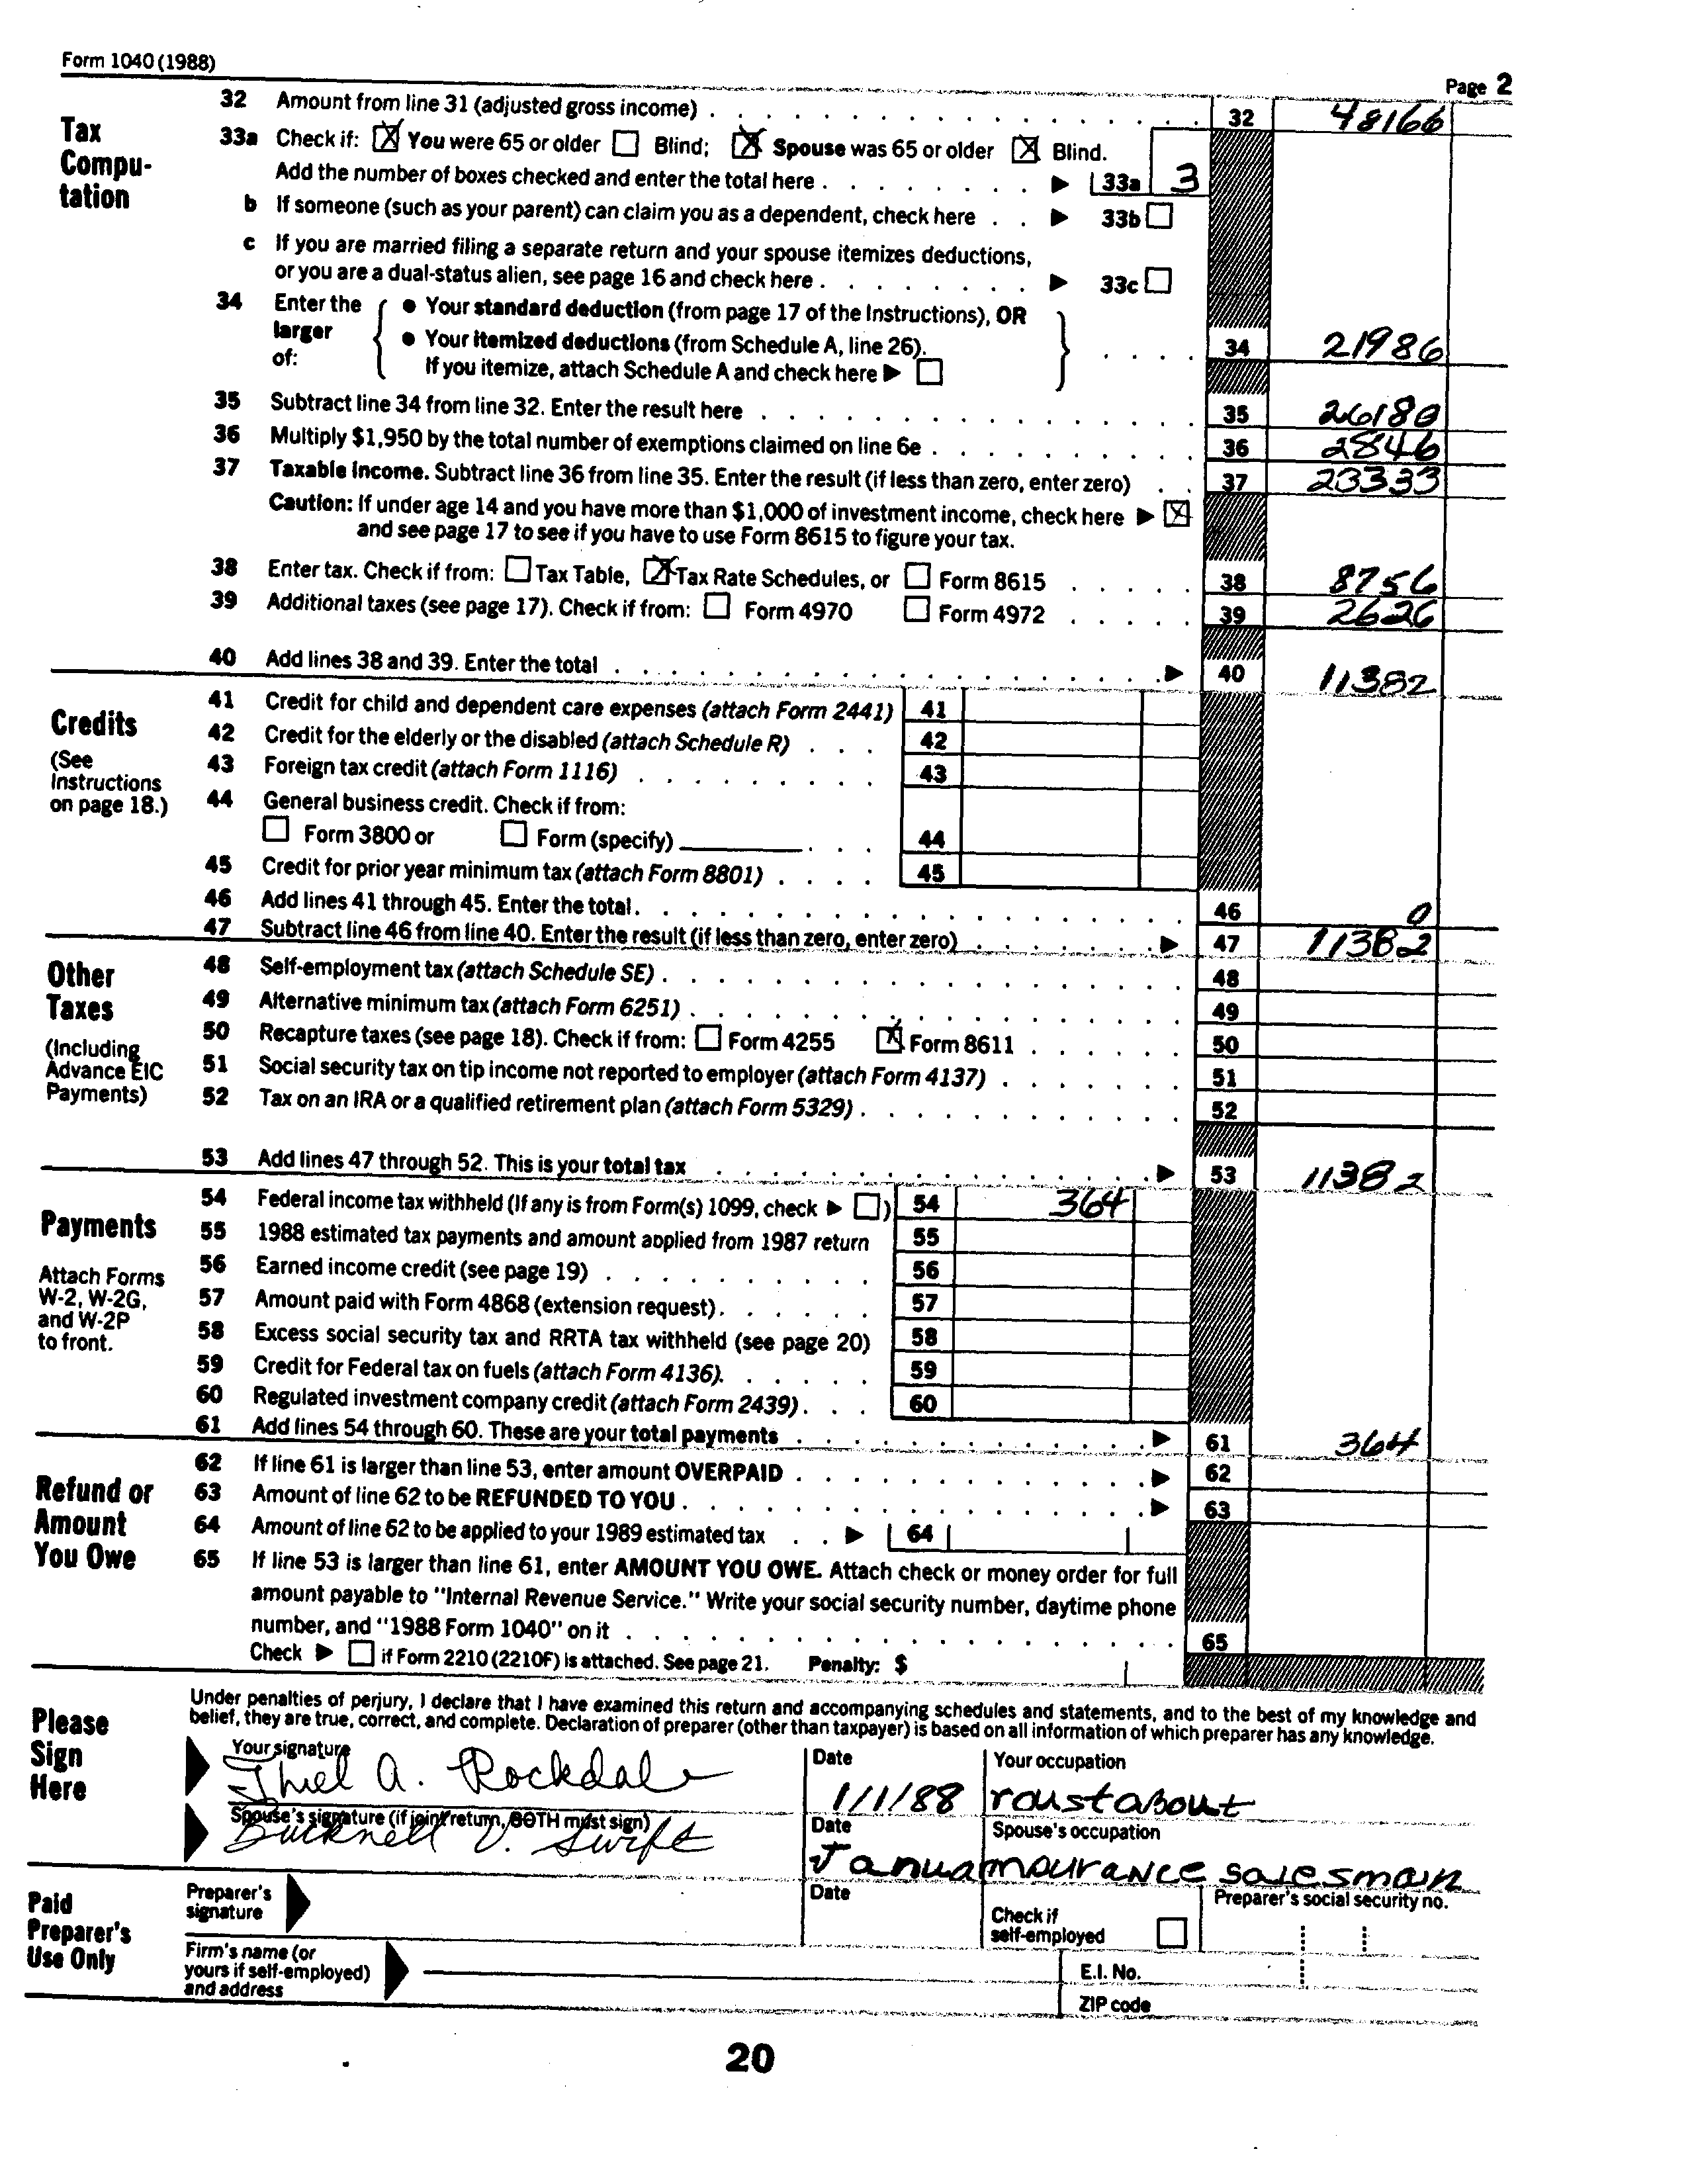 Form 1040 (1988)
Page 2
Tax Compu-tation
32 Amount from line 31 (adjusted gross income) . . . 32 48166
33a Check if: ☒ You were 65 or older ☐ Blind; ☒ Spouse was 65 or older ☒ Blind.
Add the number of boxes checked and enter the total here . . . ▶ 33a 3
b If someone (such as your parent) can claim you as a dependent, check here . . ▶ 33b ☐
c If you are married filing a separate return and your spouse itemizes deductions,
or you are a dual-status alien, see page 16 and check here . . . ▶ 33c ☐
34 Enter the larger of: { ● Your standard deduction (from page 17 of the Instructions), OR
● Your itemized deductions (from Schedule A, line 26).
If you itemize, attach Schedule A and check here ▶ ☐ } . . . . 34 21986
35 Subtract line 34 from line 32. Enter the result here . . . 35 26180
36 Multiply $1,950 by the total number of exemptions claimed on line 6e . . . 36 2846
37 Taxable income. Subtract line 36 from line 35. Enter the result (if less than zero, enter zero) . . 37 23333
Caution: If under age 14 and you have more than $1,000 of investment income, check here ▶ ☒
and see page 17 to see if you have to use Form 8615 to figure your tax.
38 Enter tax. Check if from: ☐ Tax Table, ☒ Tax Rate Schedules, or ☐ Form 8615 . . . 38 8756
39 Additional taxes (see page 17). Check if from: ☐ Form 4970 ☐ Form 4972 . . . 39 2626
40 Add lines 38 and 39. Enter the total . . . ▶ 40 11382
Credits
(See Instructions on page 18.)
41 Credit for child and dependent care expenses (attach Form 2441) 41
42 Credit for the elderly or the disabled (attach Schedule R) . . . 42
43 Foreign tax credit (attach Form 1116) . . . 43
44 General business credit. Check if from:
☐ Form 3800 or ☐ Form (specify) ________ . . . 44
45 Credit for prior year minimum tax (attach Form 8801) . . . . 45
46 Add lines 41 through 45. Enter the total . . . 46 0
47 Subtract line 46 from line 40. Enter the result (if less than zero, enter zero) . . . ▶ 47 11382
Other Taxes
(Including Advance EIC Payments)
48 Self-employment tax (attach Schedule SE) . . . 48
49 Alternative minimum tax (attach Form 6251) . . . 49
50 Recapture taxes (see page 18). Check if from: ☐ Form 4255 ☒ Form 8611 . . . 50
51 Social security tax on tip income not reported to employer (attach Form 4137) . . . 51
52 Tax on an IRA or a qualified retirement plan (attach Form 5329) . . . 52
53 Add lines 47 through 52. This is your total tax . . . ▶ 53 11382
Payments
Attach Forms W-2, W-2G, and W-2P to front.
54 Federal income tax withheld (If any is from Form(s) 1099, check ▶ ☐) 54 364
55 1988 estimated tax payments and amount applied from 1987 return 55
56 Earned income credit (see page 19) . . . 56
57 Amount paid with Form 4868 (extension request) . . . 57
58 Excess social security tax and RRTA tax withheld (see page 20) 58
59 Credit for Federal tax on fuels (attach Form 4136). . . . 59
60 Regulated investment company credit (attach Form 2439) . . . 60
61 Add lines 54 through 60. These are your total payments . . . ▶ 61 364
Refund or Amount You Owe
62 If line 61 is larger than line 53, enter amount OVERPAID . . . ▶ 62
63 Amount of line 62 to be REFUNDED TO YOU . . . ▶ 63
64 Amount of line 62 to be applied to your 1989 estimated tax . . ▶ 64
65 If line 53 is larger than line 61, enter AMOUNT YOU OWE. Attach check or money order for full
amount payable to "Internal Revenue Service." Write your social security number, daytime phone
number, and "1988 Form 1040" on it . . . 65
Check ▶ ☐ if Form 2210 (2210F) is attached. See page 21. Penalty: $
Please Sign Here
Under penalties of perjury, I declare that I have examined this return and accompanying schedules and statements, and to the best of my knowledge and
belief, they are true, correct, and complete. Declaration of preparer (other than taxpayer) is based on all information of which preparer has any knowledge.
Your signature Thiel A. Rockdale
Date 1/1/88
Your occupation roustabout
Spouse's signature (if joint return, BOTH must sign) Bucknell V. Swift
Date Janua
Spouse's occupation salesman
Paid Preparer's Use Only
Preparer's signature
Date
Check if self-employed ☐
Preparer's social security no.
Firm's name (or yours if self-employed) and address
E.I. No.
ZIP code
20